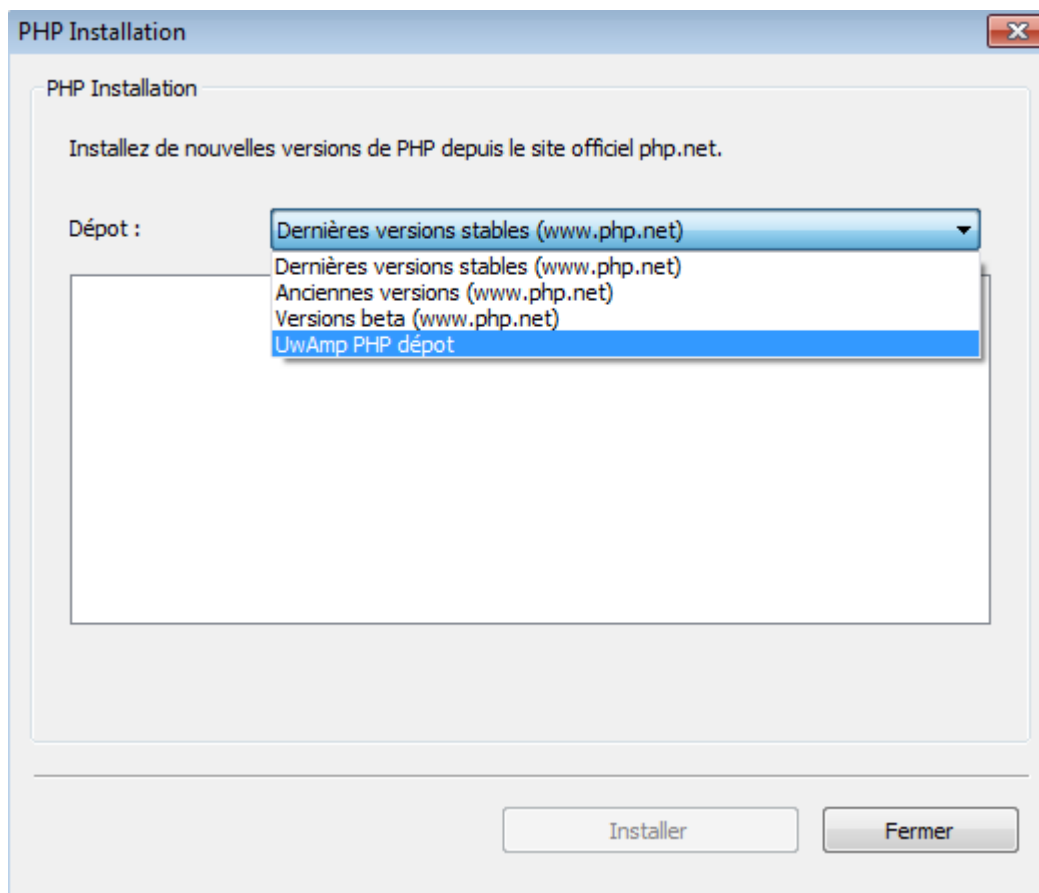 PHP Installation
PHP Installation
Installez de nouvelles versions de PHP depuis le site officiel php.net.
Dépot :
Dernières versions stables (www.php.net)
Dernières versions stables (www.php.net)
Anciennes versions (www.php.net)
Versions beta (www.php.net)
UwAmp PHP dépot
Installer
Fermer